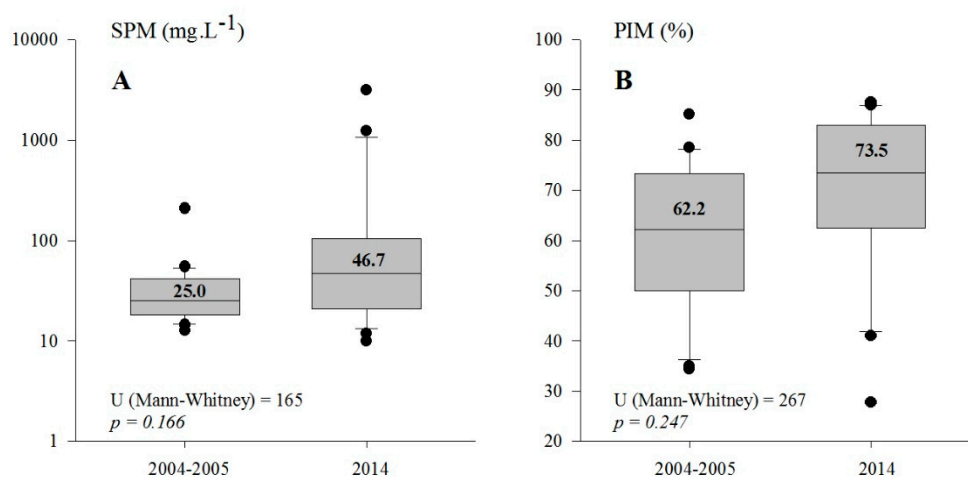 SPM (mg.L-1)
A
10000
1000
100
10
1
25.0
46.7
U (Mann-Whitney) = 165
p = 0.166
2004-2005
2014
PIM (%)
B
100
90
80
70
60
50
40
30
20
62.2
73.5
U (Mann-Whitney) = 267
p = 0.247
2004-2005
2014